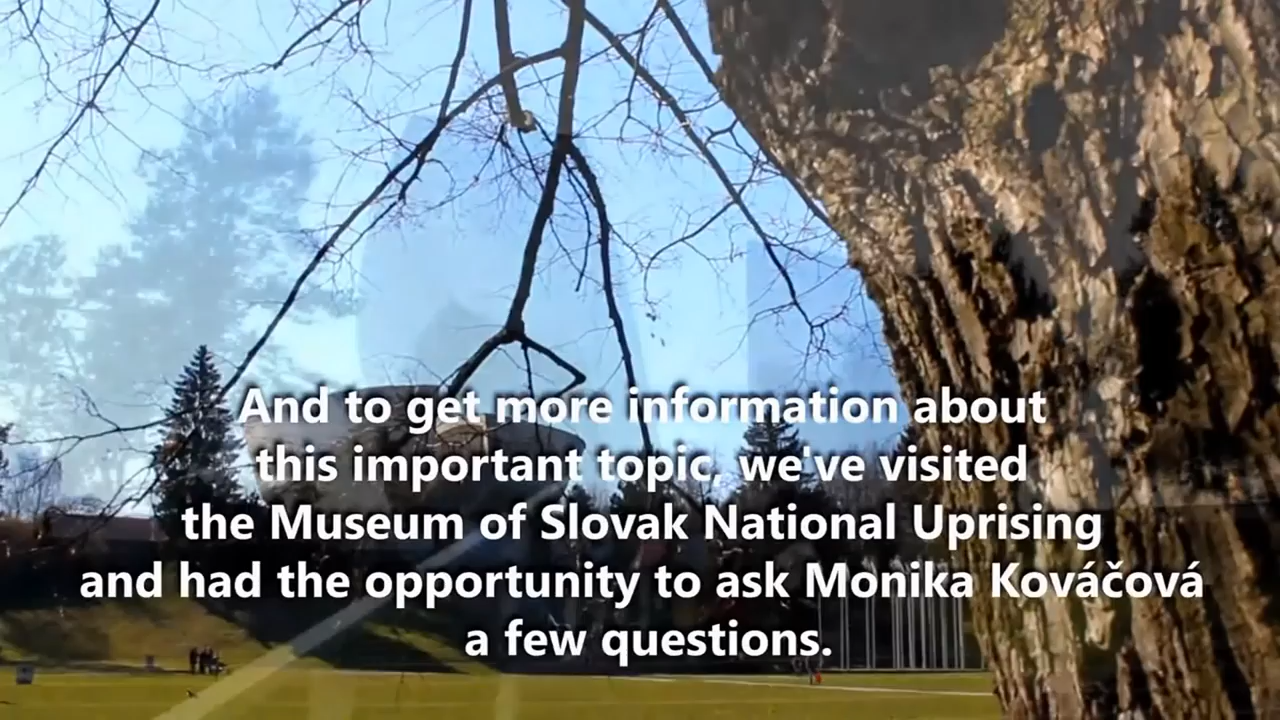 And to get more information about
this important topic, we've visited
the Museum of Slovak National Uprising
and had the opportunity to ask Monika Kováčová
a few questions.